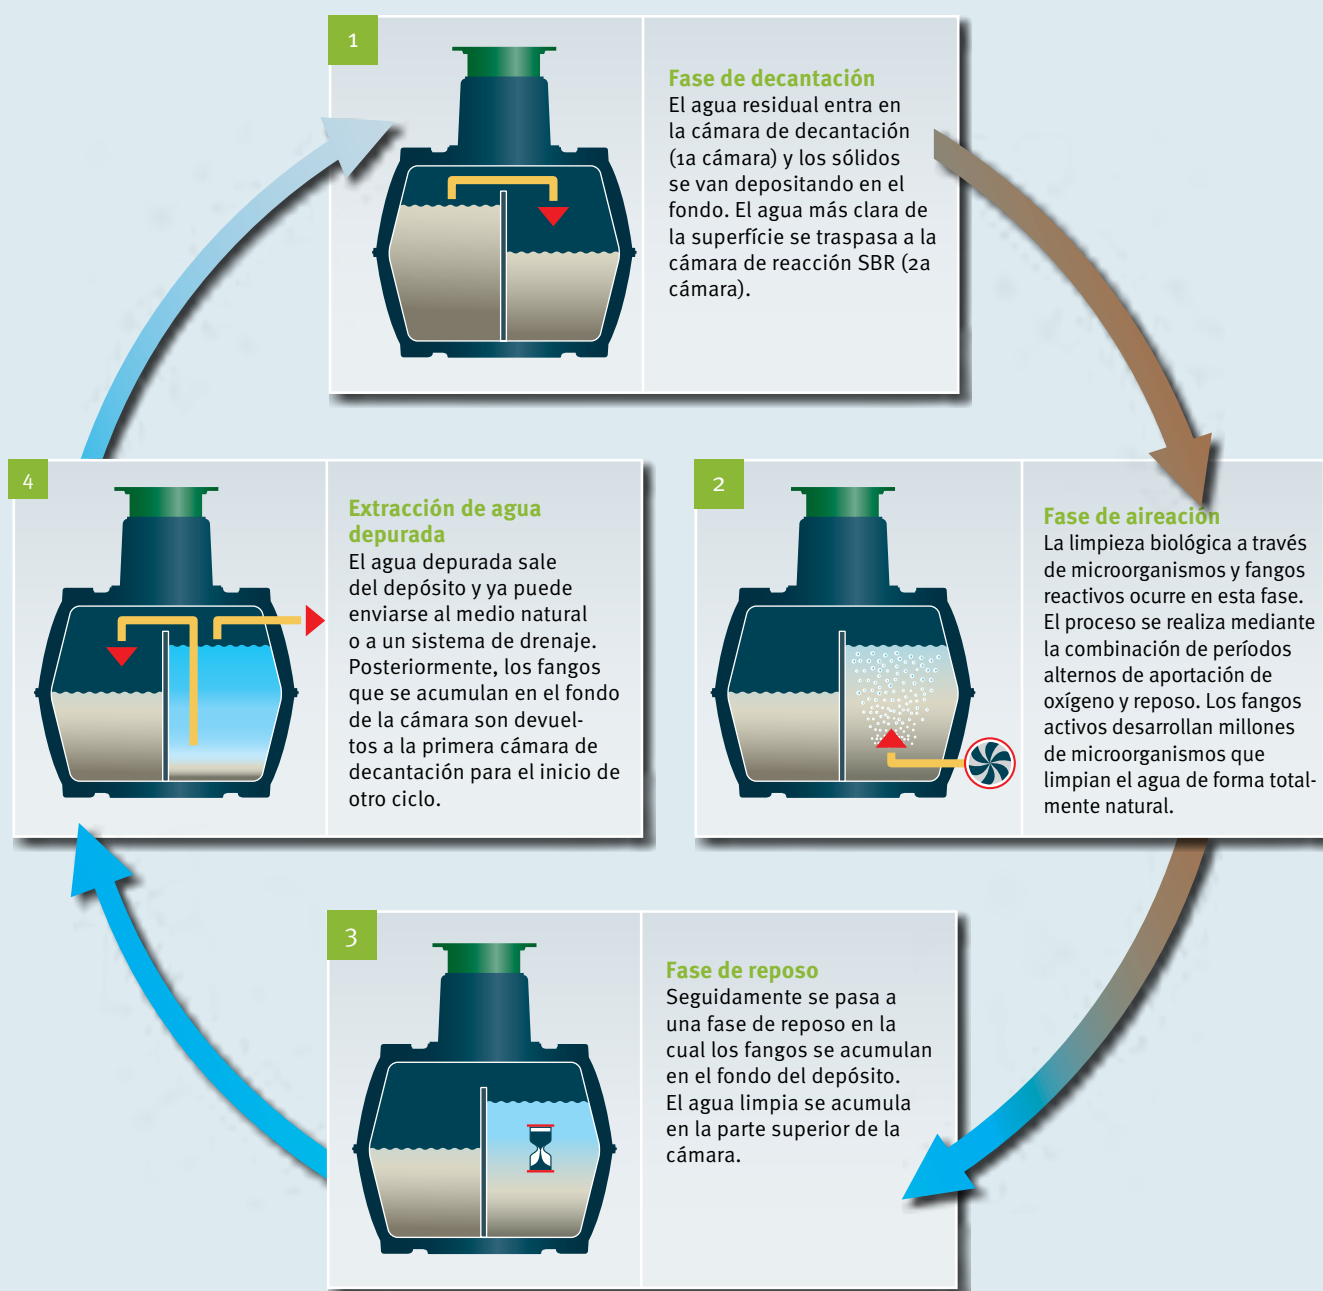 1
Fase de decantación
El agua residual entra en
la cámara de decantación
(1a cámara) y los sólidos
se van depositando en el
fondo. El agua más clara de
la superfície se traspasa a la
cámara de reacción SBR (2a
cámara).
2
Fase de aireación
La limpieza biológica a través
de microorganismos y fangos
reactivos ocurre en esta fase.
El proceso se realiza mediante
la combinación de períodos
alternos de aportación de
oxígeno y reposo. Los fangos
activos desarrollan millones
de microorganismos que
limpian el agua de forma total-
mente natural.
3
Fase de reposo
Seguidamente se pasa a
una fase de reposo en la
cual los fangos se acumulan
en el fondo del depósito.
El agua limpia se acumula
en la parte superior de la
cámara.
4
Extracción de agua
depurada
El agua depurada sale
del depósito y ya puede
enviarse al medio natural
o a un sistema de drenaje.
Posteriormente, los fangos
que se acumulan en el fondo
de la cámara son devuel-
tos a la primera cámara de
decantación para el inicio de
otro ciclo.